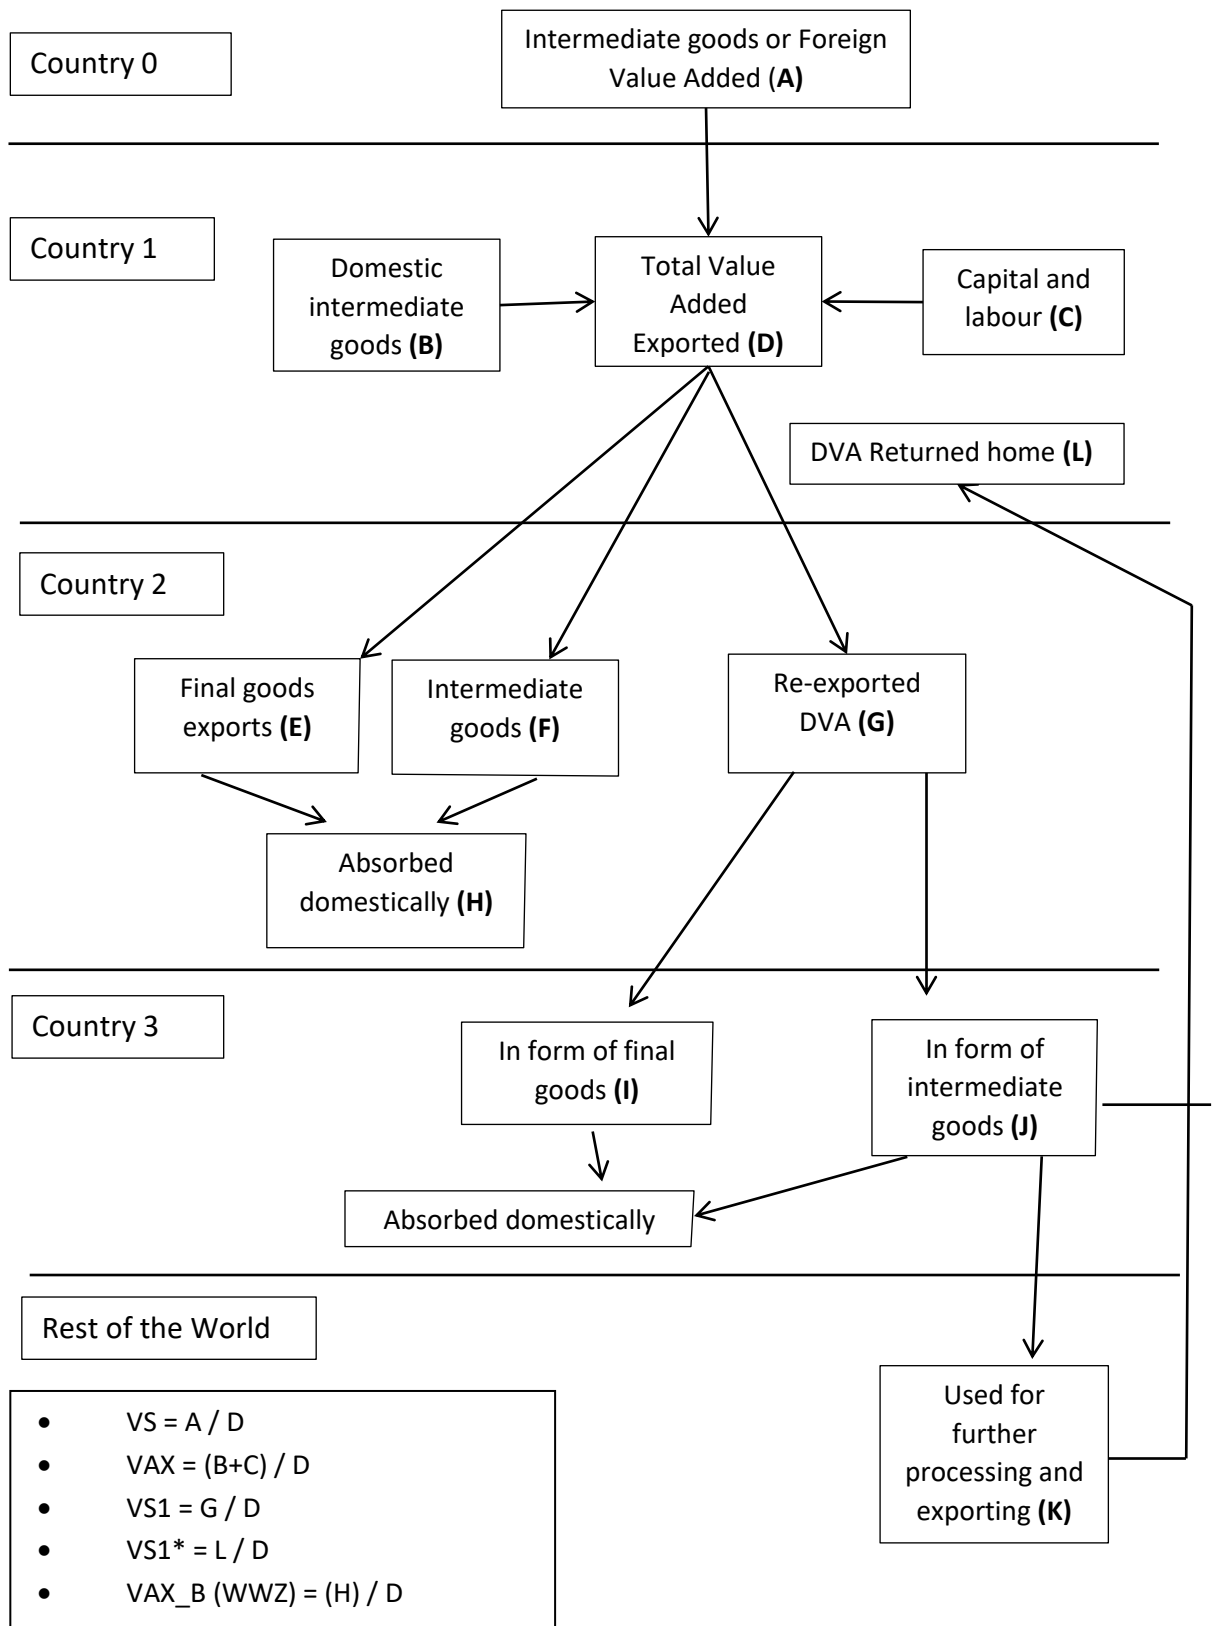 Country 0
Intermediate goods or Foreign
Value Added (A)
Country 1
Domestic
intermediate
goods (B)
Total Value
Added
Exported (D)
Capital and
labour (C)
DVA Returned home (L)
Country 2
Final goods
exports (E)
Intermediate
goods (F)
Re-exported
DVA (G)
Absorbed
domestically (H)
Country 3
In form of final
goods (I)
In form of
intermediate
goods (J)
Absorbed domestically
Rest of the World
Used for
further
processing and
exporting (K)
• VS = A / D
• VAX = (B+C) / D
• VS1 = G / D
• VS1* = L / D
• VAX_B (WWZ) = (H) / D